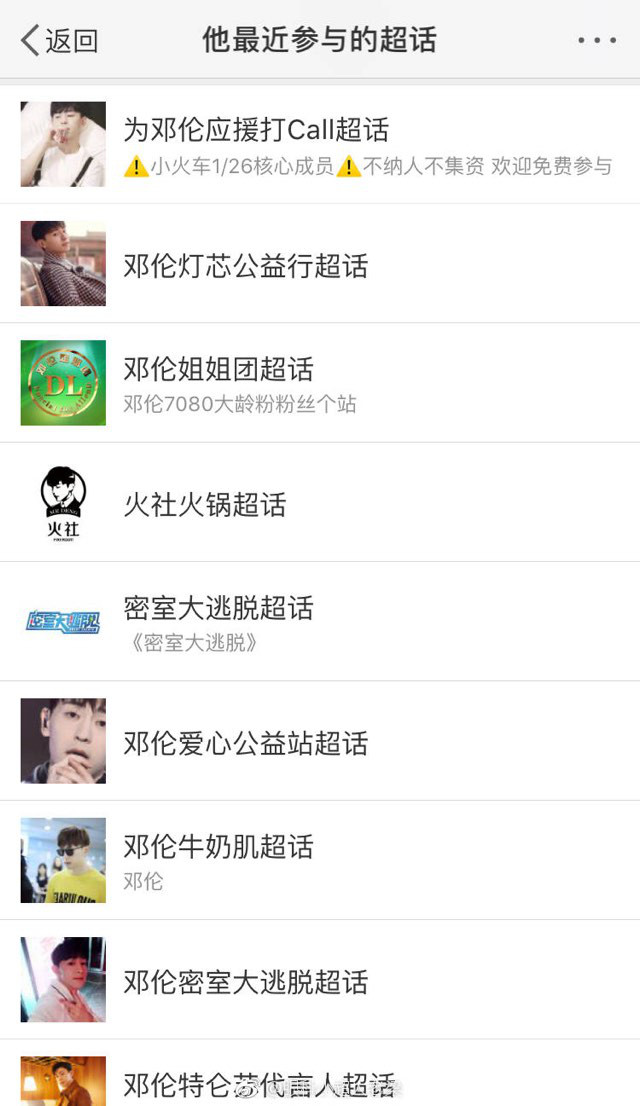 返回
他最近参与的超话
为邓伦应援打Call超话
⚠️小火车1/26核心成员⚠️不纳人不集资 欢迎免费参与
邓伦灯芯公益行超话
DL
邓伦姐姐团超话
邓伦7080大龄粉粉丝个站
火社
火社火锅超话
密室大逃脱
密室大逃脱超话
《密室大逃脱》
邓伦爱心公益站超话
邓伦牛奶肌超话
邓伦
邓伦密室大逃脱超话
邓伦特仑苏代言人超话